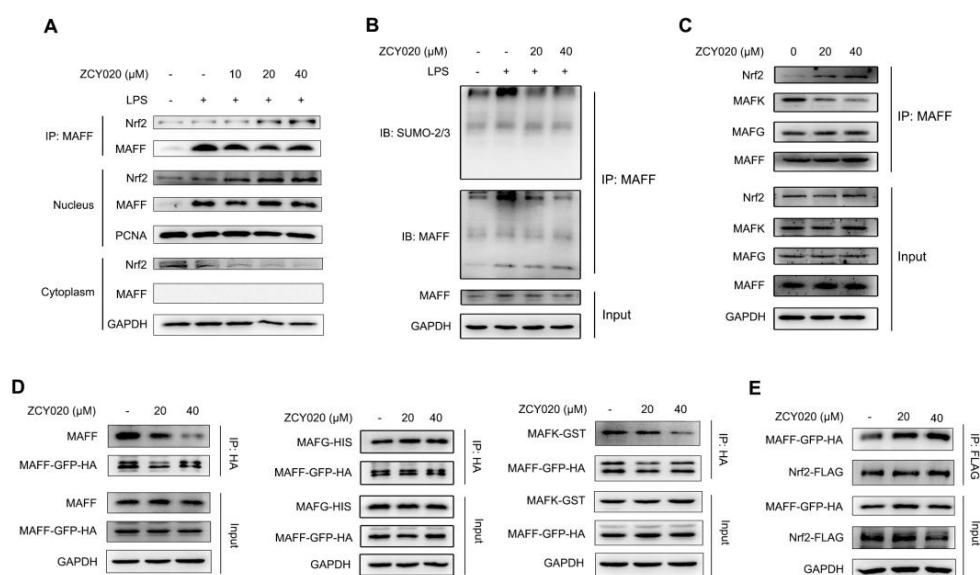 A
ZCY020 (μM) - - 10 20 40
LPS - + + + +
IP: MAFF
Nrf2
MAFF
Nucleus
Nrf2
MAFF
PCNA
Cytoplasm
Nrf2
MAFF
GAPDH
B
ZCY020 (μM) - - 20 40
LPS - + + +
IB: SUMO-2/3
IB: MAFF
IP: MAFF
MAFF
GAPDH
Input
C
ZCY020 (μM) 0 20 40
Nrf2
MAFK
MAFG
MAFF
IP: MAFF
Nrf2
MAFK
MAFG
MAFF
GAPDH
Input
D
ZCY020 (μM) - 20 40
MAFF
MAFF-GFP-HA
IP: HA
MAFF
MAFF-GFP-HA
GAPDH
Input
ZCY020 (μM) - 20 40
MAFG-HIS
MAFF-GFP-HA
IP: HA
MAFG-HIS
MAFF-GFP-HA
GAPDH
Input
ZCY020 (μM) - 20 40
MAFK-GST
MAFF-GFP-HA
IP: HA
MAFK-GST
MAFF-GFP-HA
GAPDH
Input
E
ZCY020 (μM) - 20 40
MAFF-GFP-HA
Nrf2-FLAG
IP: FLAG
MAFF-GFP-HA
Nrf2-FLAG
GAPDH
Input